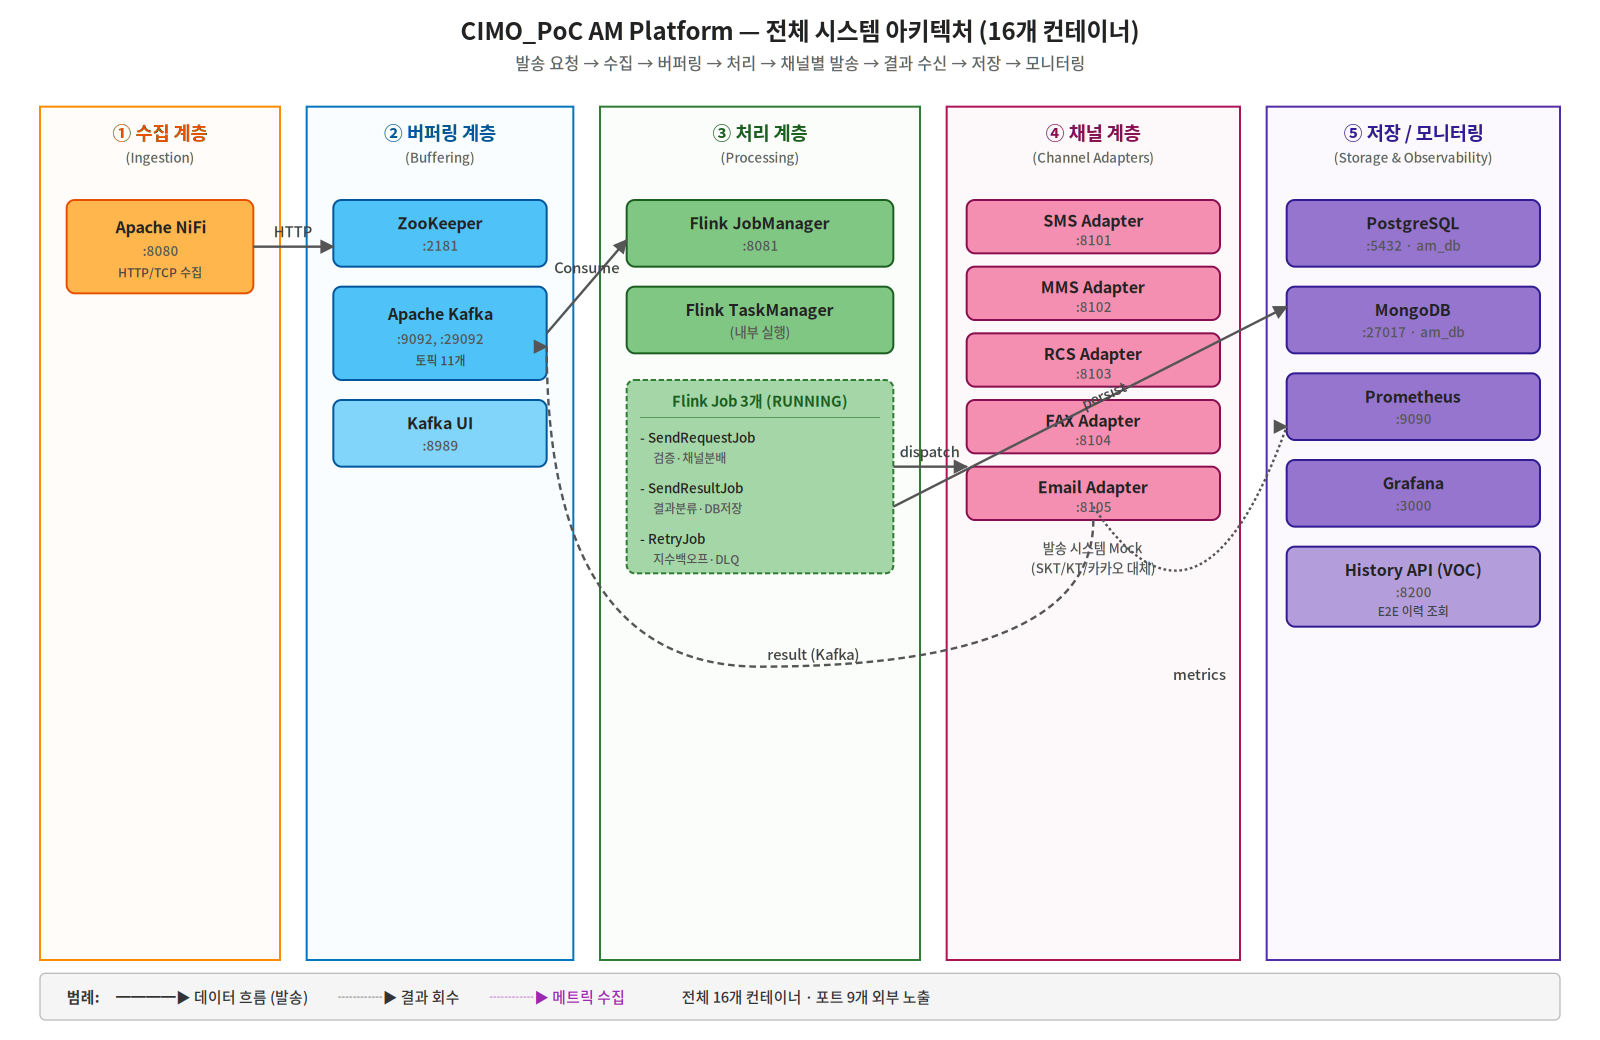 CIMO_PoC AM Platform — 전체 시스템 아키텍처 (16개 컨테이너)
발송 요청 → 수집 → 버퍼링 → 처리 → 채널별 발송 → 결과 수신 → 저장 → 모니터링
① 수집 계층
(Ingestion)
Apache NiFi
:8080
HTTP/TCP 수집
HTTP
② 버퍼링 계층
(Buffering)
ZooKeeper
:2181
Apache Kafka
:9092, :29092
토픽 11개
Kafka UI
:8989
Consume
③ 처리 계층
(Processing)
Flink JobManager
:8081
Flink TaskManager
(내부 실행)
Flink Job 3개 (RUNNING)
- SendRequestJob
검증·채널분배
- SendResultJob
결과분류·DB저장
- RetryJob
지수백오프·DLQ
dispatch
persist
result (Kafka)
④ 채널 계층
(Channel Adapters)
SMS Adapter
:8101
MMS Adapter
:8102
RCS Adapter
:8103
FAX Adapter
:8104
Email Adapter
:8105
발송 시스템 Mock
(SKT/KT/카카오 대체)
metrics
⑤ 저장 / 모니터링
(Storage & Observability)
PostgreSQL
:5432 · am_db
MongoDB
:27017 · am_db
Prometheus
:9090
Grafana
:3000
History API (VOC)
:8200
E2E 이력 조회
범례: 데이터 흐름 (발송) 결과 회수 메트릭 수집 전체 16개 컨테이너 · 포트 9개 외부 노출